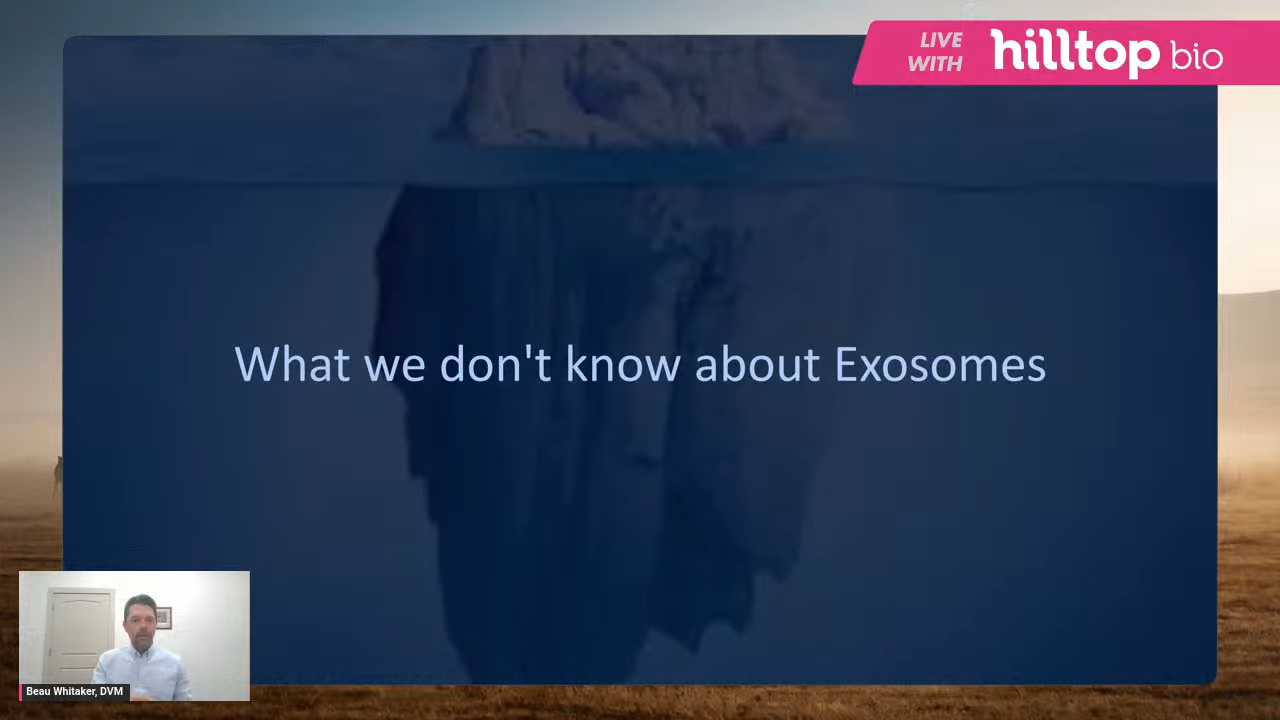 LIVE
WITH
hilltop bio
What we don't know about Exosomes
Beau Whitaker, DVM